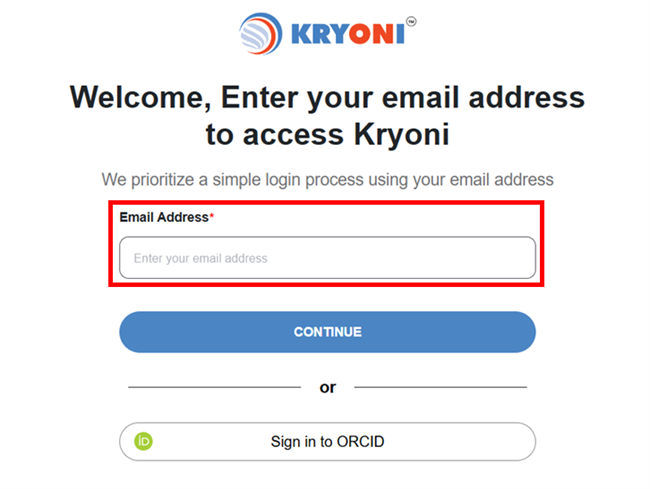 KRYONI™
Welcome, Enter your email address
to access Kryoni
We prioritize a simple login process using your email address
Email Address*
Enter your email address
CONTINUE
or
iD
Sign in to ORCID